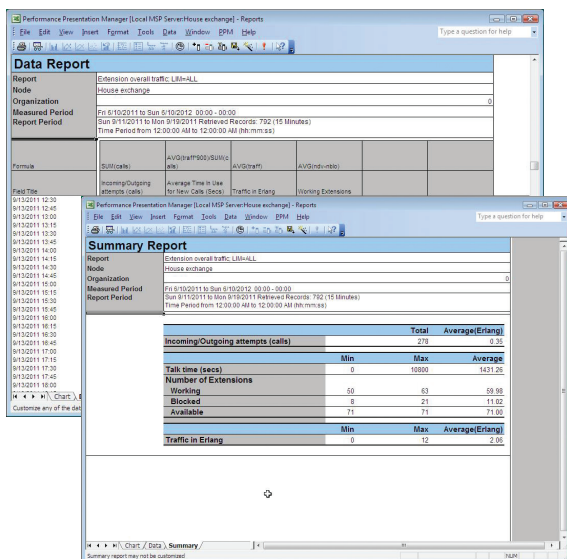 Performance Presentation Manager [Local MSP Server:House exchange] - Reports
File Edit View Insert Format Tools Data Window PPM Help Type a question for help
Data Report
Report Extension overall traffic; LIM=ALL
Node House exchange
Organization 0
Measured Period Fri 6/10/2011 to Sun 6/10/2012 00:00 - 00:00
Report Period Sun 9/11/2011 to Mon 9/19/2011 Retrieved Records: 792 (15 Minutes)
Time Period from 12:00:00 AM to 12:00:00 AM (hh:mm:ss)
Formula SUM(calls) AVG(traff*900)/SUM(calls) AVG(traff) AVG(ndv-nblo)
Field Title Incoming/Outgoing attempts (calls) Average Time In Use for New Calls (Secs) Traffic in Erlang Working Extensions
9/13/2011 12:30
9/13/2011 12:45
9/13/2011 13:00
9/13/2011 13:15
9/13/2011 13:30
9/13/2011 13:45
9/13/2011 14:00
9/13/2011 14:15
9/13/2011 14:30
9/13/2011 14:45
9/13/2011 15:00
9/13/2011 15:15
9/13/2011 15:30
9/13/2011 15:45
9/13/2011 16:00
9/13/2011 16:15
9/13/2011 16:30
9/13/2011 16:45
9/13/2011 17:00
9/13/2011 17:15
9/13/2011 17:30
9/13/2011 17:45
9/13/2011 18:00
Chart
Customize any of the dat
Performance Presentation Manager [Local MSP Server:House exchange] - Reports
File Edit View Insert Format Tools Data Window PPM Help Type a question for help
Summary Report
Report Extension overall traffic; LIM=ALL
Node House exchange
Organization 0
Measured Period Fri 6/10/2011 to Sun 6/10/2012 00:00 - 00:00
Report Period Sun 9/11/2011 to Mon 9/19/2011 Retrieved Records: 792 (15 Minutes)
Time Period from 12:00:00 AM to 12:00:00 AM (hh:mm:ss)
Total Average(Erlang)
Incoming/Outgoing attempts (calls) 278 0.35
Min Max Average
Talk time (secs) 0 10800 1431.26
Number of Extensions
Working 50 63 59.98
Blocked 8 21 11.02
Available 71 71 71.00
Min Max Average(Erlang)
Traffic in Erlang 0 12 2.06
Chart Data Summary
Summary report may not be customized NUM